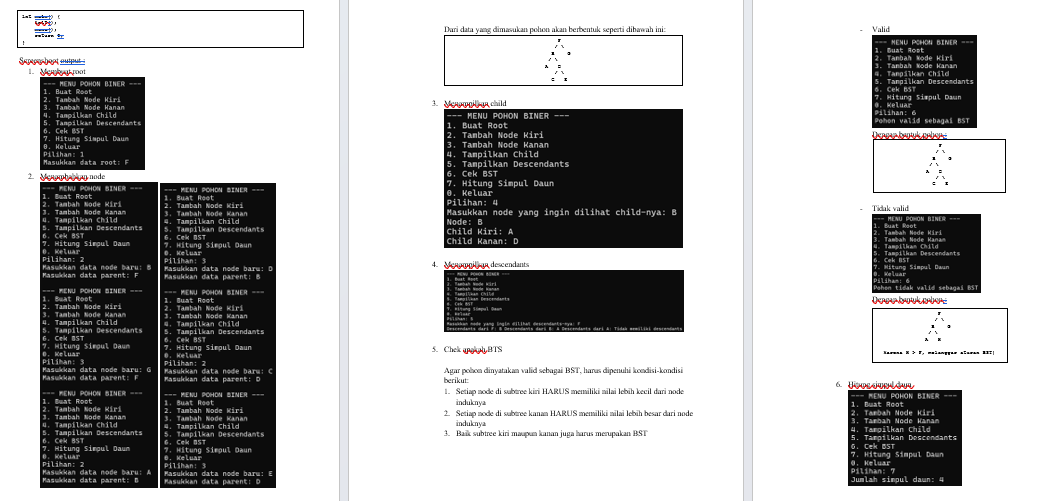 int main() {
init();
menu();
return 0;
}
Screenshoot output :
1. Membuat root
--- MENU POHON BINER ---
1. Buat Root
2. Tambah Node Kiri
3. Tambah Node Kanan
4. Tampilkan Child
5. Tampilkan Descendants
6. Cek BST
7. Hitung Simpul Daun
0. Keluar
Pilihan: 1
Masukkan data root: F
2. Menambahkan node
--- MENU POHON BINER ---
1. Buat Root
2. Tambah Node Kiri
3. Tambah Node Kanan
4. Tampilkan Child
5. Tampilkan Descendants
6. Cek BST
7. Hitung Simpul Daun
0. Keluar
Pilihan: 2
Masukkan data node baru: B
Masukkan data parent: F
--- MENU POHON BINER ---
1. Buat Root
2. Tambah Node Kiri
3. Tambah Node Kanan
4. Tampilkan Child
5. Tampilkan Descendants
6. Cek BST
7. Hitung Simpul Daun
0. Keluar
Pilihan: 3
Masukkan data node baru: G
Masukkan data parent: F
--- MENU POHON BINER ---
1. Buat Root
2. Tambah Node Kiri
3. Tambah Node Kanan
4. Tampilkan Child
5. Tampilkan Descendants
6. Cek BST
7. Hitung Simpul Daun
0. Keluar
Pilihan: 2
Masukkan data node baru: A
Masukkan data parent: B
--- MENU POHON BINER ---
1. Buat Root
2. Tambah Node Kiri
3. Tambah Node Kanan
4. Tampilkan Child
5. Tampilkan Descendants
6. Cek BST
7. Hitung Simpul Daun
0. Keluar
Pilihan: 3
Masukkan data node baru: D
Masukkan data parent: B
--- MENU POHON BINER ---
1. Buat Root
2. Tambah Node Kiri
3. Tambah Node Kanan
4. Tampilkan Child
5. Tampilkan Descendants
6. Cek BST
7. Hitung Simpul Daun
0. Keluar
Pilihan: 2
Masukkan data node baru: C
Masukkan data parent: D
--- MENU POHON BINER ---
1. Buat Root
2. Tambah Node Kiri
3. Tambah Node Kanan
4. Tampilkan Child
5. Tampilkan Descendants
6. Cek BST
7. Hitung Simpul Daun
0. Keluar
Pilihan: 3
Masukkan data node baru: E
Masukkan data parent: D
Dari data yang dimasukan pohon akan berbentuk seperti dibawah ini:
F
/ \
B G
/ \
A D
/ \
C E
3. Menampilkan child
--- MENU POHON BINER ---
1. Buat Root
2. Tambah Node Kiri
3. Tambah Node Kanan
4. Tampilkan Child
5. Tampilkan Descendants
6. Cek BST
7. Hitung Simpul Daun
0. Keluar
Pilihan: 4
Masukkan node yang ingin dilihat child-nya: B
Node: B
Child Kiri: A
Child Kanan: D
4. Menampilkan descendants
--- MENU POHON BINER ---
1. Buat Root
2. Tambah Node Kiri
3. Tambah Node Kanan
4. Tampilkan Child
5. Tampilkan Descendants
6. Cek BST
7. Hitung Simpul Daun
0. Keluar
Pilihan: 5
Masukkan node yang ingin dilihat descendants-nya: F
Descendants dari F: B Descendants dari B: A Descendants dari A: Tidak memiliki descendants
5. Chek apakah BTS
Agar pohon dinyatakan valid sebagai BST, harus dipenuhi kondisi-kondisi
berikut:
1. Setiap node di subtree kiri HARUS memiliki nilai lebih kecil dari node
induknya
2. Setiap node di subtree kanan HARUS memiliki nilai lebih besar dari node
induknya
3. Baik subtree kiri maupun kanan juga harus merupakan BST
- Valid
--- MENU POHON BINER ---
1. Buat Root
2. Tambah Node Kiri
3. Tambah Node Kanan
4. Tampilkan Child
5. Tampilkan Descendants
6. Cek BST
7. Hitung Simpul Daun
0. Keluar
Pilihan: 6
Pohon valid sebagai BST
Dengan bentuk pohon :
F
/ \
B G
/ \
A D
/ \
C E
- Tidak valid
--- MENU POHON BINER ---
1. Buat Root
2. Tambah Node Kiri
3. Tambah Node Kanan
4. Tampilkan Child
5. Tampilkan Descendants
6. Cek BST
7. Hitung Simpul Daun
0. Keluar
Pilihan: 6
Pohon tidak valid sebagai BST
Dengan bentuk pohon :
F
/ \
G
/ \
A
> F, melanggar aturan BST!
6. Hitung simpul daun
--- MENU POHON BINER ---
1. Buat Root
2. Tambah Node Kiri
3. Tambah Node Kanan
4. Tampilkan Child
5. Tampilkan Descendants
6. Cek BST
7. Hitung Simpul Daun
0. Keluar
Pilihan: 7
Jumlah simpul daun: 4